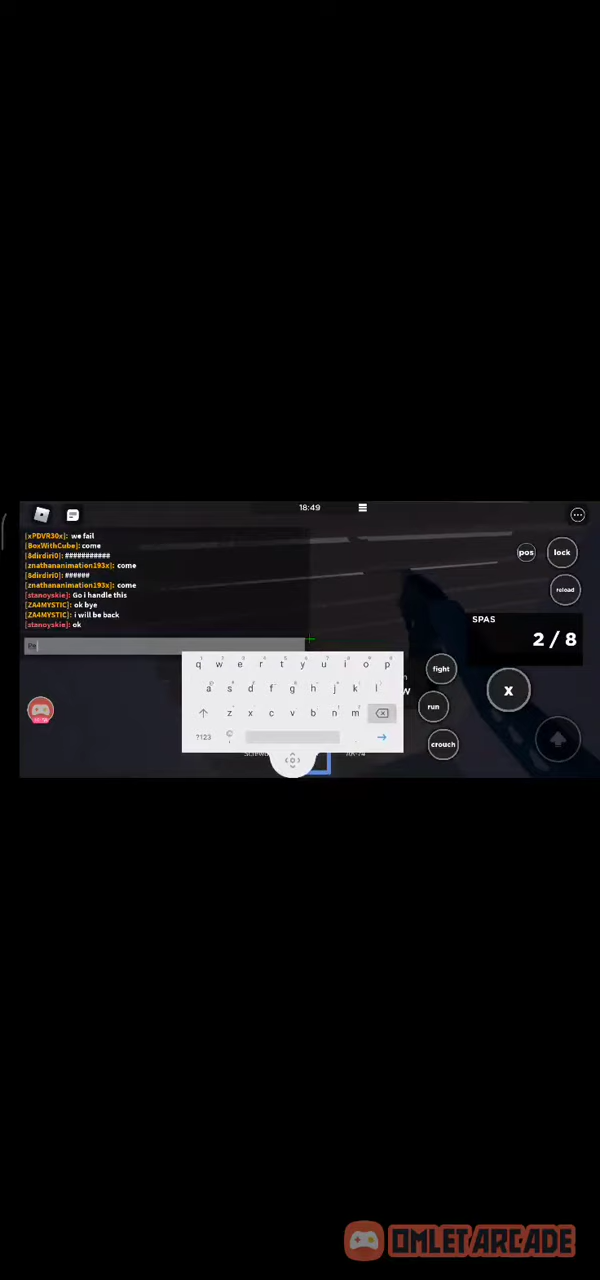 18:49
[xPDVR30x]: we fail
[BoxWithCube]: come
[8dirdiri0]: ###########
[znathananimation193x]: come
[8dirdiri0]: ######
[znathananimation193x]: come
[stanoyskie]: Go i handle this
[ZA4MYSTIC]: ok bye
[ZA4MYSTIC]: i will be back
[stanoyskie]: ok
pos
lock
reload
SPAS
2 / 8
fight
X
run
crouch
q w e r t y u i o p
a s d f g h j k l
z x c v b n m
?123 , .
OMLET ARCADE